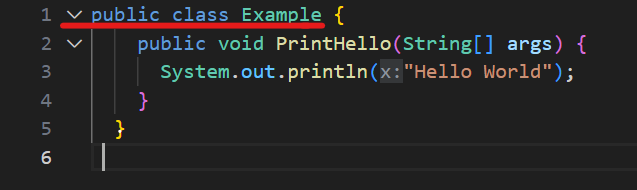 1 public class Example {
2 public void PrintHello(String[] args) {
3 System.out.println(x:"Hello World");
4 }
5 }
6